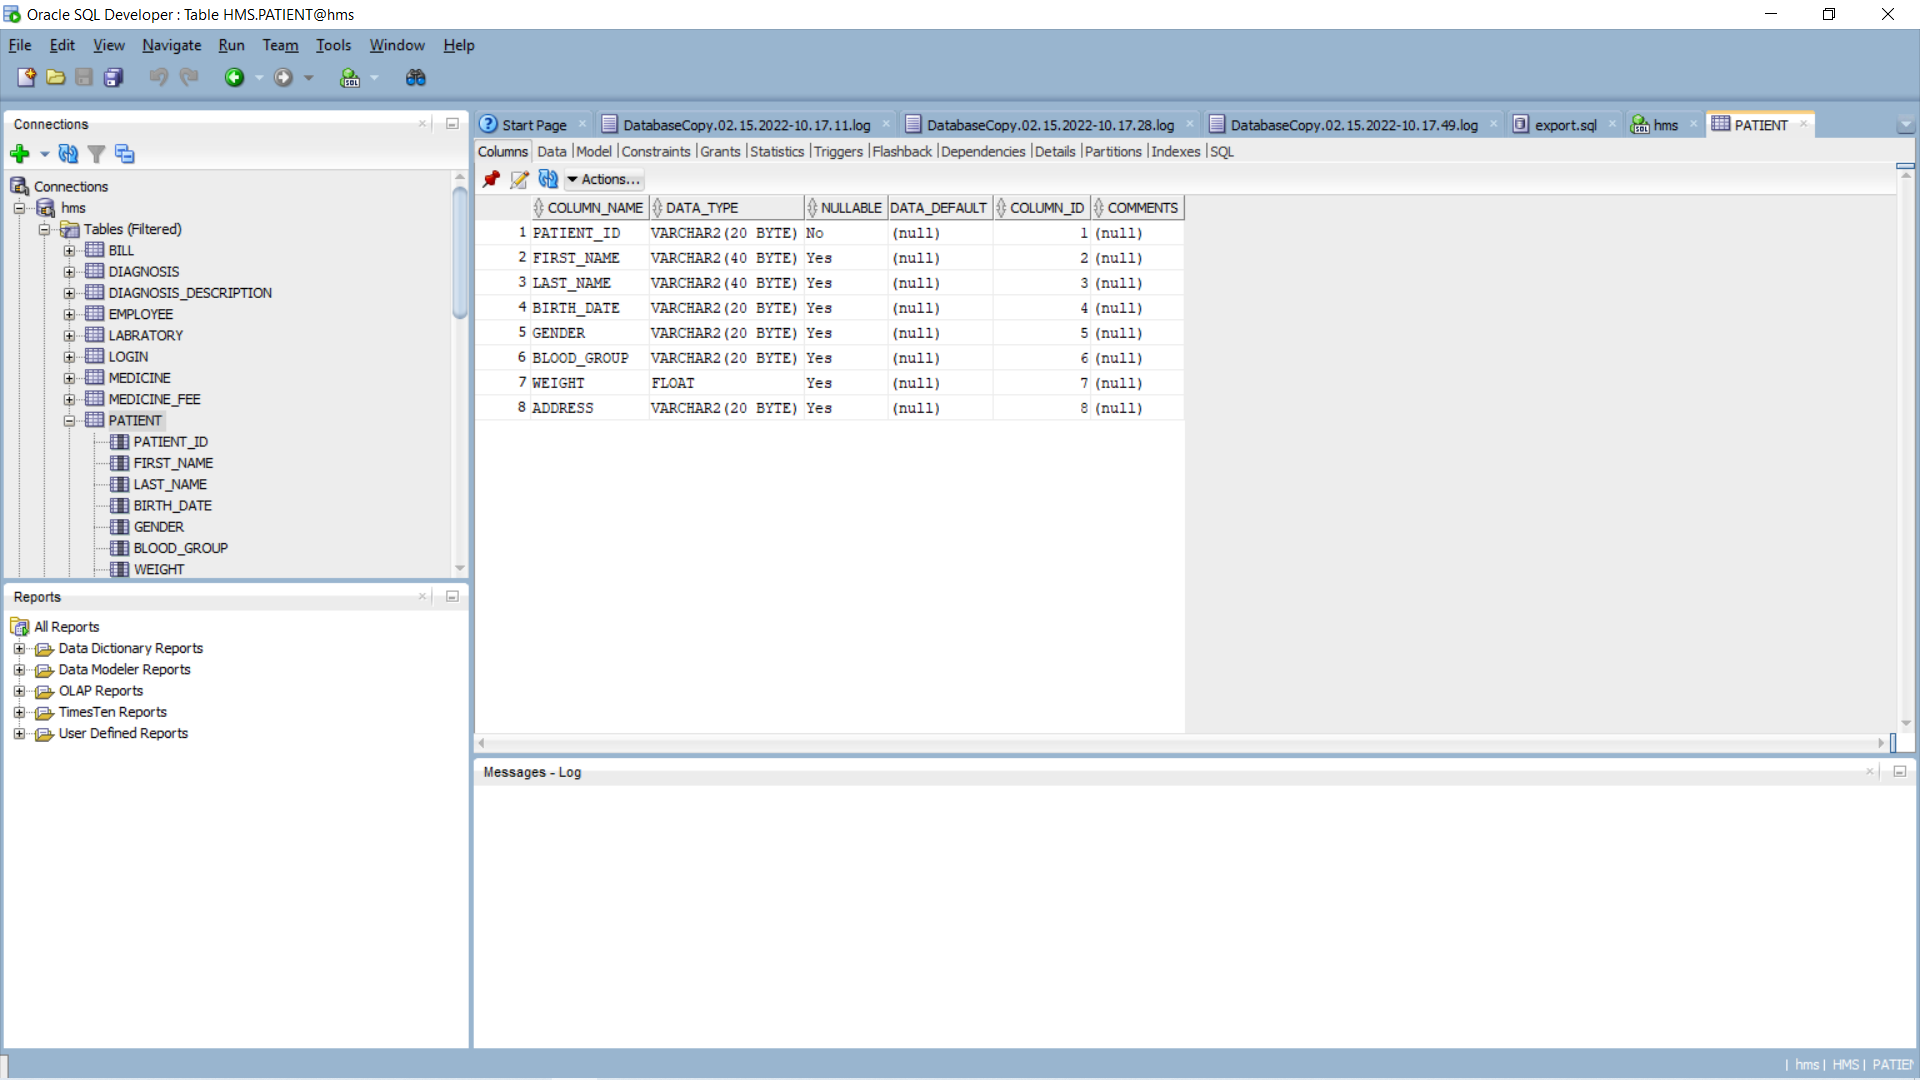 Oracle SQL Developer : Table HMS.PATIENT@hms
File Edit View Navigate Run Team Tools Window Help
Connections
Connections
hms
Tables (Filtered)
BILL
DIAGNOSIS
DIAGNOSIS_DESCRIPTION
EMPLOYEE
LABRATORY
LOGIN
MEDICINE
MEDICINE_FEE
PATIENT
PATIENT_ID
FIRST_NAME
LAST_NAME
BIRTH_DATE
GENDER
BLOOD_GROUP
WEIGHT
Reports
All Reports
Data Dictionary Reports
Data Modeler Reports
OLAP Reports
TimesTen Reports
User Defined Reports
Start Page DatabaseCopy.02.15.2022-10.17.11.log DatabaseCopy.02.15.2022-10.17.28.log DatabaseCopy.02.15.2022-10.17.49.log export.sql hms PATIENT
Columns Data |Model |Constraints |Grants |Statistics |Triggers |Flashback |Dependencies |Details |Partitions |Indexes |SQL
Actions...
COLUMN_NAME DATA_TYPE NULLABLE DATA_DEFAULT COLUMN_ID COMMENTS
1 PATIENT_ID VARCHAR2(20 BYTE) No (null) 1 (null)
2 FIRST_NAME VARCHAR2(40 BYTE) Yes (null) 2 (null)
3 LAST_NAME VARCHAR2(40 BYTE) Yes (null) 3 (null)
4 BIRTH_DATE VARCHAR2(20 BYTE) Yes (null) 4 (null)
5 GENDER VARCHAR2(20 BYTE) Yes (null) 5 (null)
6 BLOOD_GROUP VARCHAR2(20 BYTE) Yes (null) 6 (null)
7 WEIGHT FLOAT Yes (null) 7 (null)
8 ADDRESS VARCHAR2(20 BYTE) Yes (null) 8 (null)
Messages - Log
| hms | HMS | PATIEN